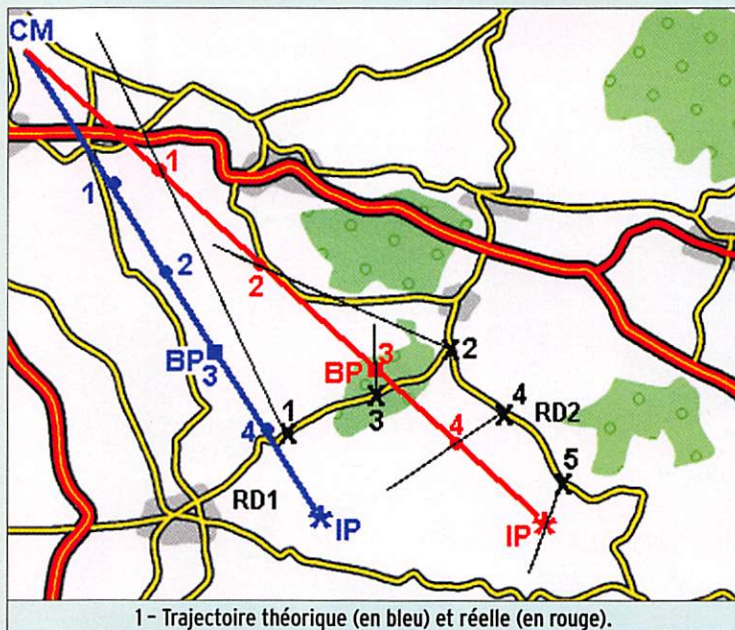 CM
1
1
2
2
BP
3
BP
3
2
1
3
4
4
4
RD2
5
RD1
IP
IP
1 – Trajectoire théorique (en bleu) et réelle (en rouge).